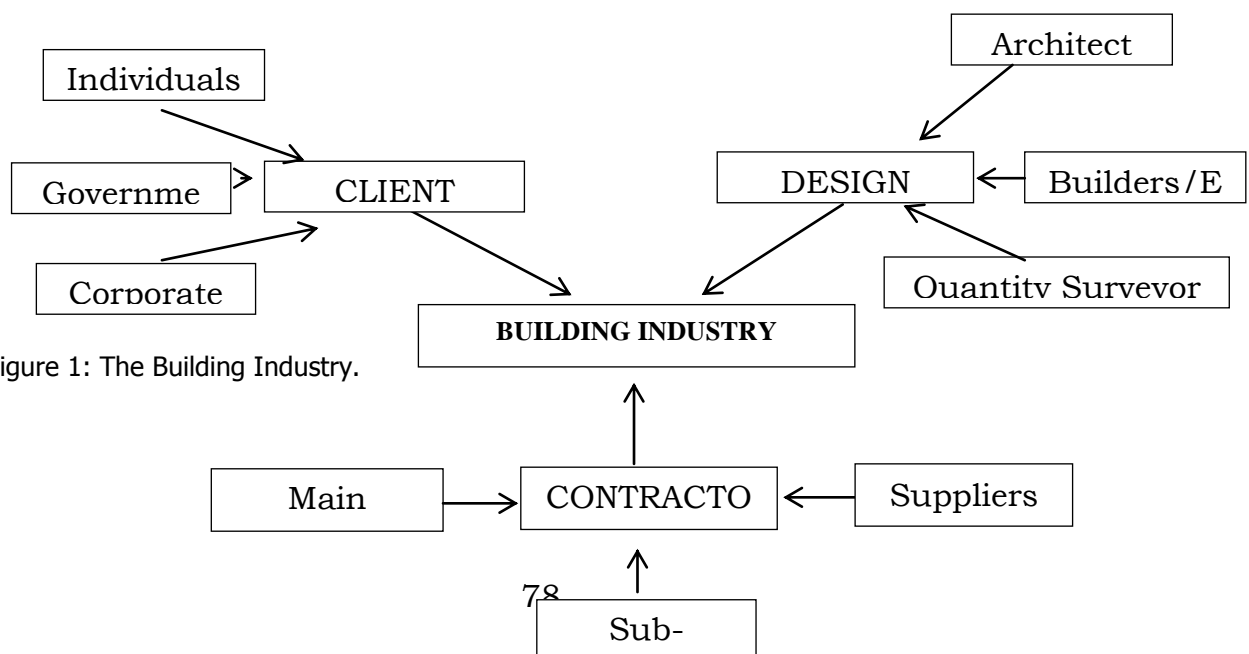 Architect
Individuals
Governme
CLIENT
DESIGN
Builders/E
Corporate
Quantity Surveyor
BUILDING INDUSTRY
igure 1: The Building Industry.
Main
CONTRACTO
Suppliers
78
Sub-